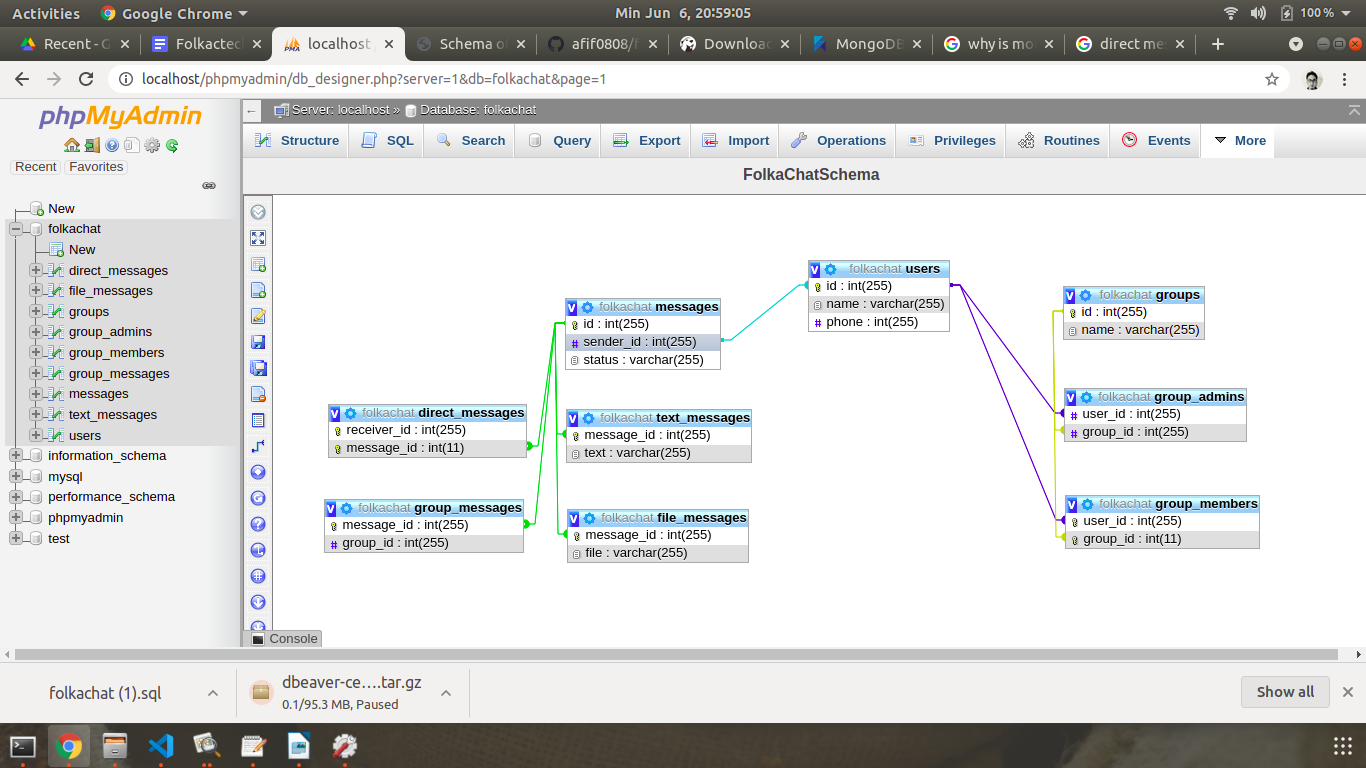 Activities Google Chrome Min Jun 6, 20:59:05 100 %
Recent - G Folkactec localhost / Schema o afif0808/f Downloa MongoDB why is mo direct me
localhost/phpmyadmin/db_designer.php?server=1&db=folkachat&page=1
phpMyAdmin
Recent Favorites
New
folkachat
New
direct_messages
file_messages
groups
group_admins
group_members
group_messages
messages
text_messages
users
information_schema
mysql
performance_schema
phpmyadmin
test
Server: localhost » Database: folkachat
Structure SQL Search Query Export Import Operations Privileges Routines Events More
FolkaChatSchema
folkachat users
id : int(255)
name : varchar(255)
phone : int(255)
folkachat groups
id : int(255)
name : varchar(255)
folkachat messages
id : int(255)
sender_id : int(255)
status : varchar(255)
folkachat group_admins
user_id : int(255)
group_id : int(255)
folkachat direct_messages
receiver_id : int(255)
message_id : int(11)
folkachat text_messages
message_id : int(255)
text : varchar(255)
folkachat group_members
user_id : int(255)
group_id : int(11)
folkachat group_messages
message_id : int(255)
group_id : int(255)
folkachat file_messages
message_id : int(255)
file : varchar(255)
Console
folkachat (1).sql
dbeaver-ce….tar.gz
0.1/95.3 MB, Paused
Show all